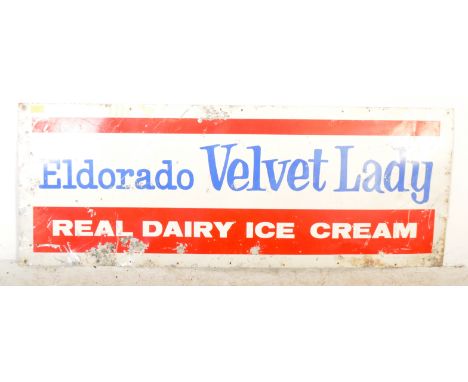 Eldorado Velvet Lady
REAL DAIRY ICE CREAM